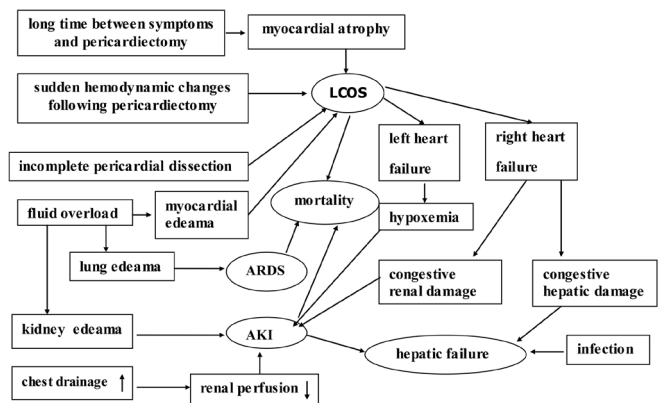 long time between symptoms
and pericardiectomy
myocardial atrophy
sudden hemodynamic changes
following pericardiectomy
LCOS
left heart
failure
right heart
failure
incomplete pericardial dissection
fluid overload
myocardial
edeama
mortality
hypoxemia
lung edeama
ARDS
congestive
renal damage
congestive
hepatic damage
kidney edeama
AKI
hepatic failure
infection
chest drainage ↑
renal perfusion ↓